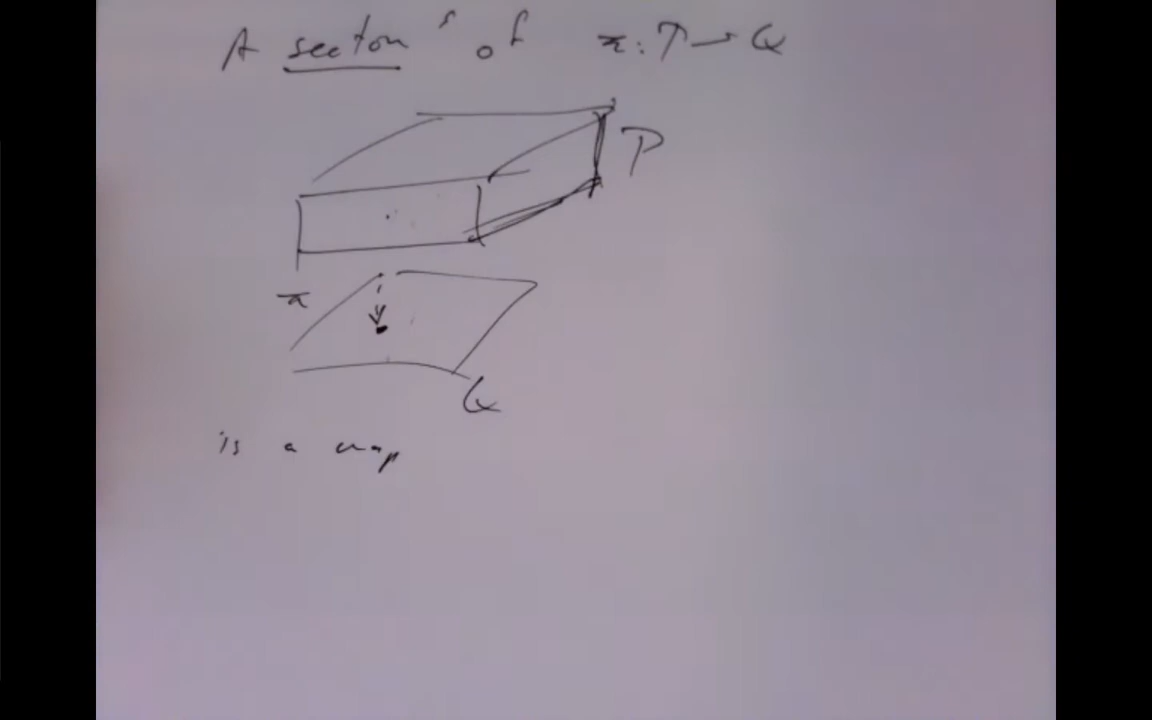 A section s of π: P → Q
P
π
Q
is a map